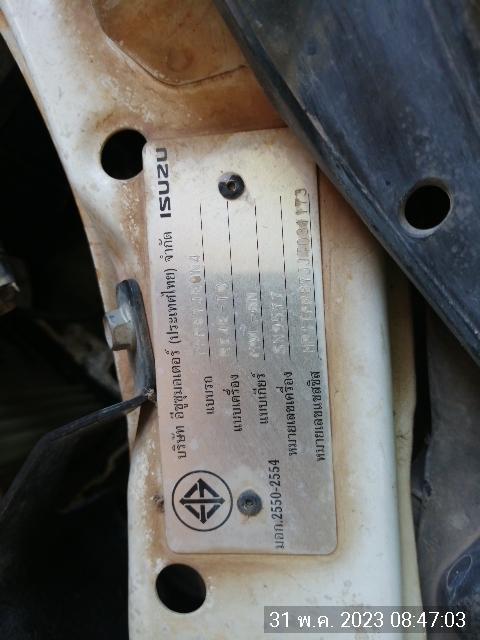 บริษัท อีซูซุมอเตอร์ (ประเทศไทย) จำกัด ISUZU
แบบรถ
แบบเครื่อง
แบบเกียร์
หมายเลขเครื่อง SN9577
หมายเลขแชสซีส์
มอก.2550-2554
31 พ.ค. 2023 08:47:03